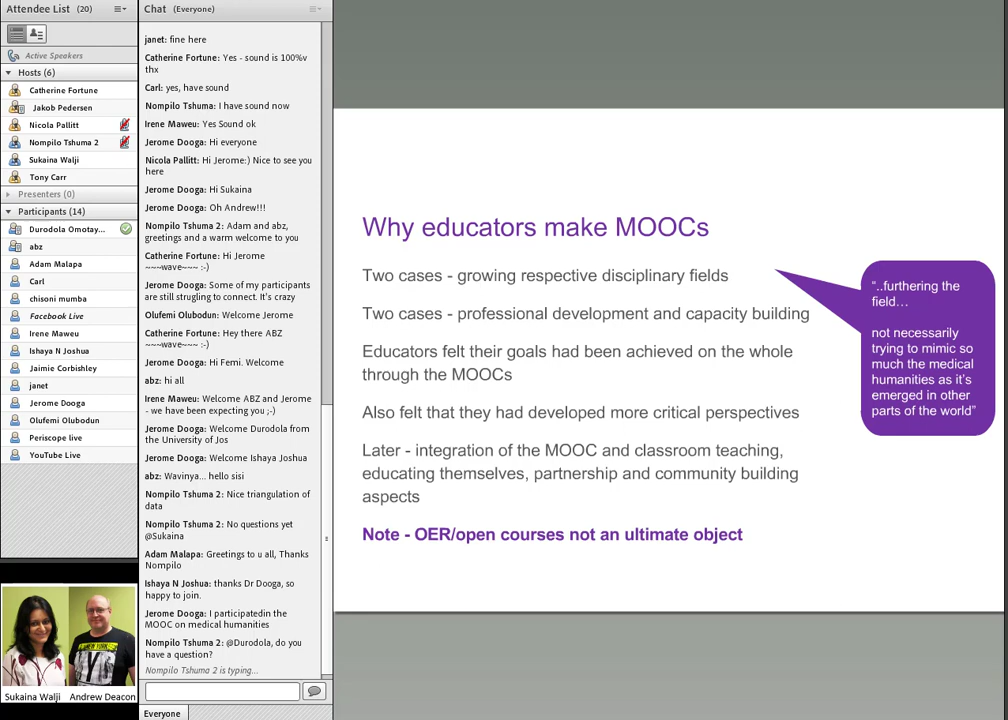 Attendee List (20)
Active Speakers
Hosts (6)
Catherine Fortune
Jakob Pedersen
Nicola Pallitt
Nompilo Tshuma 2
Sukaina Walji
Tony Carr
Presenters (0)
Participants (14)
Durodola Omotay...
abz
Adam Malapa
Carl
chisoni mumba
Facebook Live
Irene Maweu
Ishaya N Joshua
Jaimie Corbishley
janet
Jerome Dooga
Olufemi Olubodun
Periscope live
YouTube Live
Sukaina Walji
Andrew Deacon
Chat (Everyone)
janet: fine here
Catherine Fortune: Yes - sound is 100%v
thx
Carl: yes, have sound
Nompilo Tshuma: I have sound now
Irene Maweu: Yes Sound ok
Jerome Dooga: Hi everyone
Nicola Pallitt: Hi Jerome:) Nice to see you
here
Jerome Dooga: Hi Sukaina
Jerome Dooga: Oh Andrew!!!
Nompilo Tshuma 2: Adam and abz,
greetings and a warm welcome to you
Catherine Fortune: Hi Jerome
~~~wave~~~ :-)
Jerome Dooga: Some of my participants
are still strugling to connect. It's crazy
Olufemi Olubodun: Welcome Jerome
Catherine Fortune: Hey there ABZ
~~~wave~~~ :-)
Jerome Dooga: Hi Femi. Welcome
abz: hi all
Irene Maweu: Welcome ABZ and Jerome
- we have been expecting you ;-)
Jerome Dooga: Welcome Durodola from
the University of Jos
Jerome Dooga: Welcome Ishaya Joshua
abz: Wavinya... hello sisi
Nompilo Tshuma 2: Nice triangulation of
data
Nompilo Tshuma 2: No questions yet
@Sukaina
Adam Malapa: Greetings to u all, Thanks
Nompilo
Ishaya N Joshua: thanks Dr Dooga, so
happy to join.
Jerome Dooga: I participatedin the
MOOC on medical humanities
Nompilo Tshuma 2: @Durodola, do you
have a question?
Nompilo Tshuma 2 is typing...
Everyone
Why educators make MOOCs
Two cases - growing respective disciplinary fields
Two cases - professional development and capacity building
Educators felt their goals had been achieved on the whole
through the MOOCs
Also felt that they had developed more critical perspectives
Later - integration of the MOOC and classroom teaching,
educating themselves, partnership and community building
aspects
Note - OER/open courses not an ultimate object
"..furthering the
field…
not necessarily
trying to mimic so
much the medical
humanities as it's
emerged in other
parts of the world"